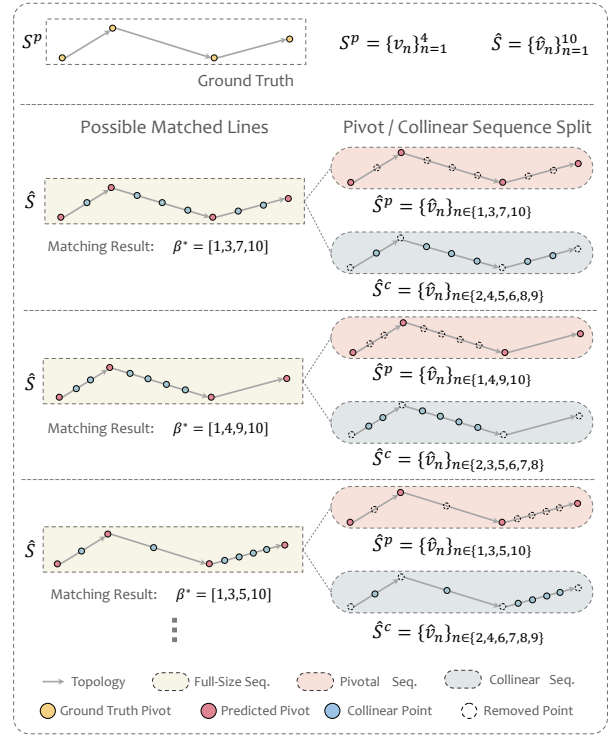 S^p
Ground Truth
S^p = {v_n}_{n=1}^4
Ŝ = {v̂_n}_{n=1}^{10}
Possible Matched Lines
Pivot / Collinear Sequence Split
Ŝ
Matching Result: β* = [1,3,7,10]
Ŝ^p = {v̂_n}_{n∈{1,3,7,10}}
Ŝ^c = {v̂_n}_{n∈{2,4,5,6,8,9}}
Ŝ
Matching Result: β* = [1,4,9,10]
Ŝ^p = {v̂_n}_{n∈{1,4,9,10}}
Ŝ^c = {v̂_n}_{n∈{2,3,5,6,7,8}}
Ŝ
Matching Result: β* = [1,3,5,10]
Ŝ^p = {v̂_n}_{n∈{1,3,5,10}}
Ŝ^c = {v̂_n}_{n∈{2,4,6,7,8,9}}
Topology Full-Size Seq. Pivotal Seq. Collinear Seq.
Ground Truth Pivot Predicted Pivot Collinear Point Removed Point